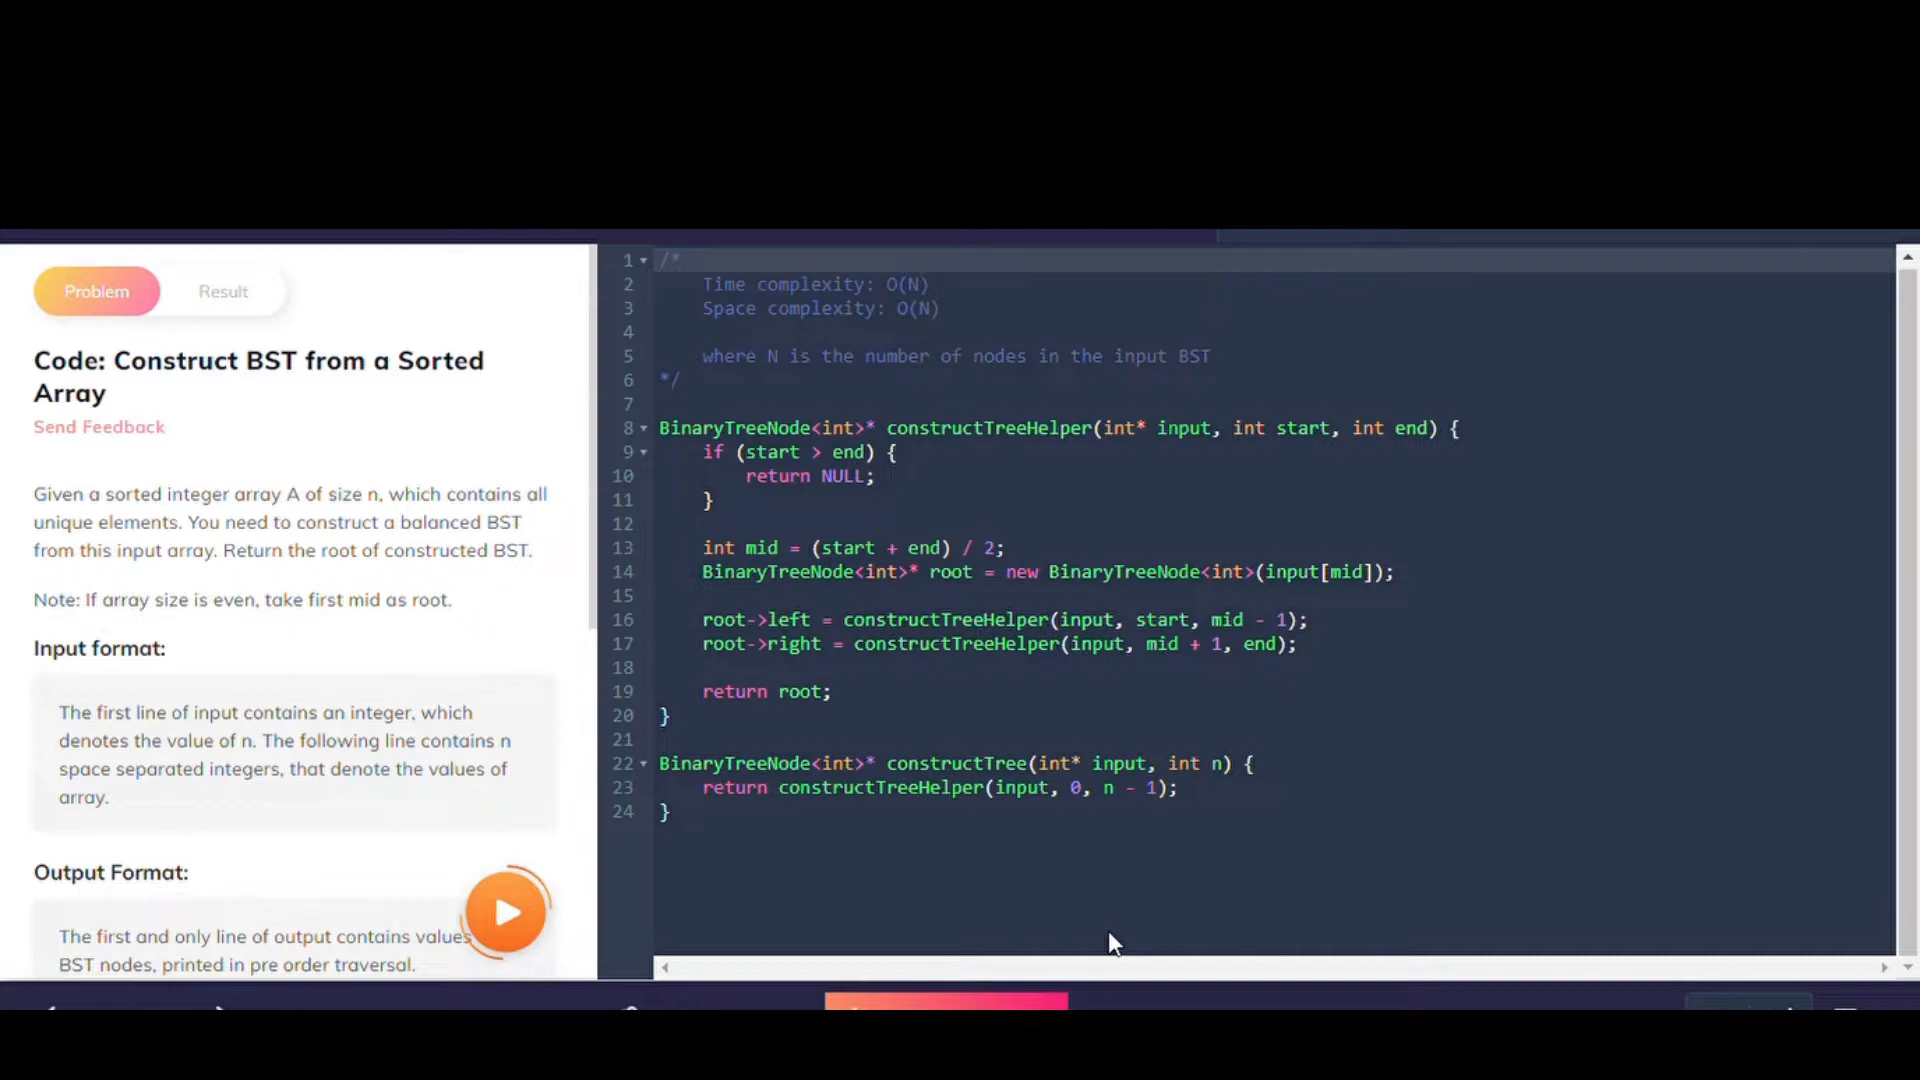 Problem
Result
Code: Construct BST from a Sorted
Array
Send Feedback
Given a sorted integer array A of size n, which contains all
unique elements. You need to construct a balanced BST
from this input array. Return the root of constructed BST.
Note: If array size is even, take first mid as root.
Input format:
The first line of input contains an integer, which
denotes the value of n. The following line contains n
space separated integers, that denote the values of
array.
Output Format:
The first and only line of output contains values
BST nodes, printed in pre order traversal.
1 /*
2     Time complexity: O(N)
3     Space complexity: O(N)
4
5     where N is the number of nodes in the input BST
6 */
7
8 BinaryTreeNode<int>* constructTreeHelper(int* input, int start, int end) {
9     if (start > end) {
10         return NULL;
11     }
12
13     int mid = (start + end) / 2;
14     BinaryTreeNode<int>* root = new BinaryTreeNode<int>(input[mid]);
15
16     root->left = constructTreeHelper(input, start, mid - 1);
17     root->right = constructTreeHelper(input, mid + 1, end);
18
19     return root;
20 }
21
22 BinaryTreeNode<int>* constructTree(int* input, int n) {
23     return constructTreeHelper(input, 0, n - 1);
24 }